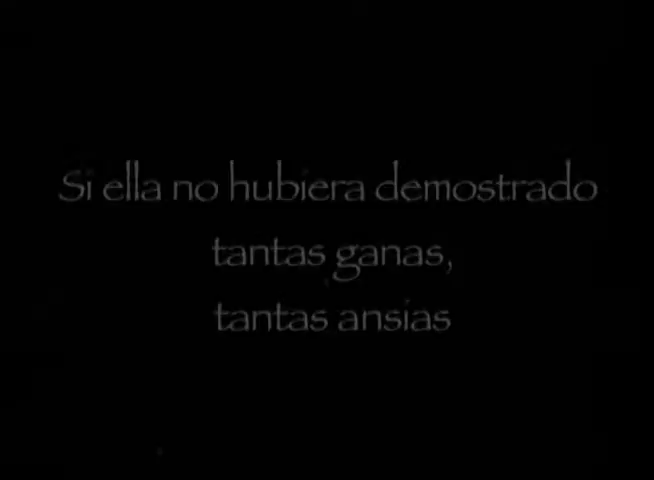 Si ella no hubiera demostrado
tantas ganas,
tantas ansias